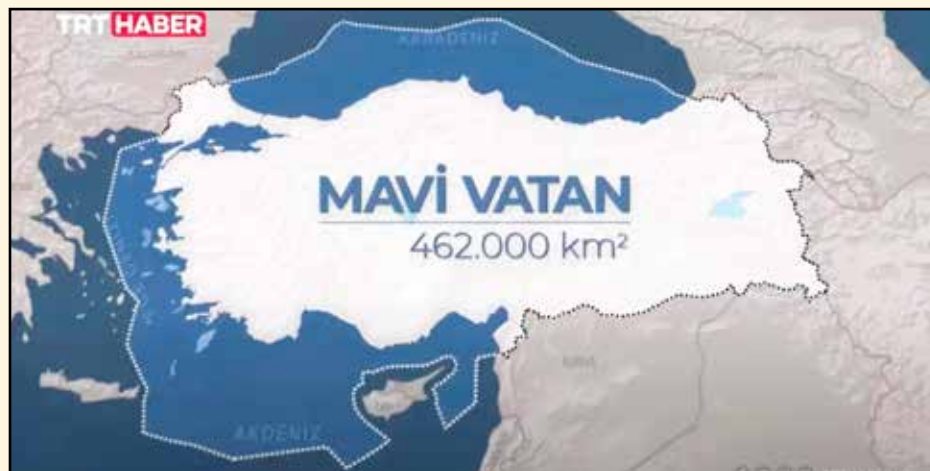 TRT HABER
KARADENİZ
MAVİ VATAN
462.000 km²
AKDENİZ